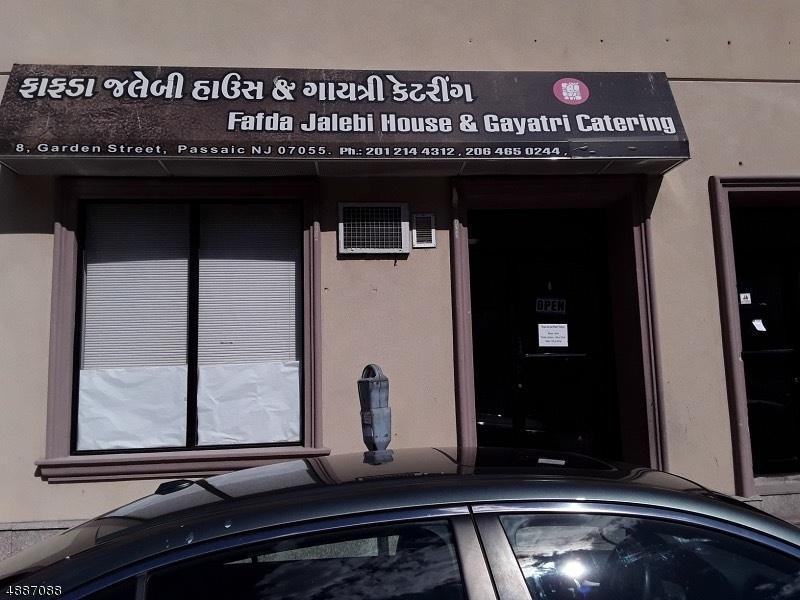 ફાફડા જલેબી હાઉસ & ગાયત્રી કેટરીંગ
Fafda Jalebi House & Gayatri Catering
8, Garden Street, Passaic NJ 07055. Ph.: 201 214 4312 , 206 465 0244 ,
OPEN
4887088